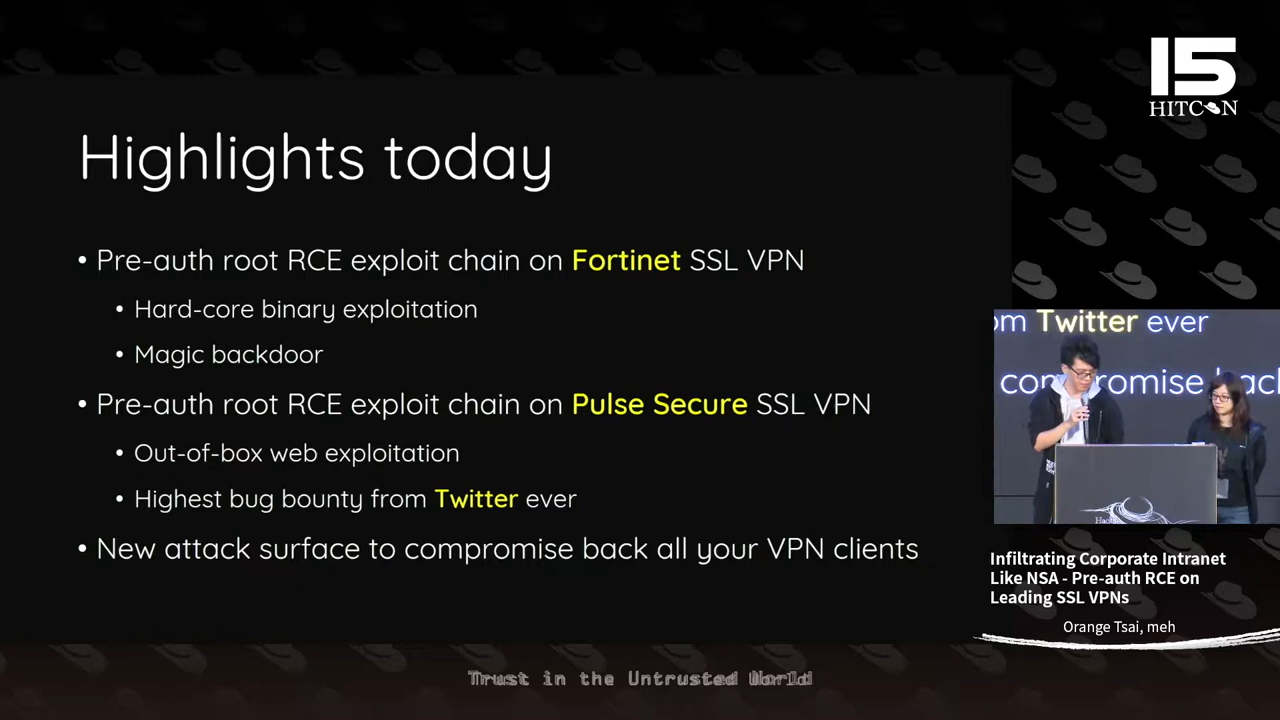 15
HITCON
Highlights today
• Pre-auth root RCE exploit chain on Fortinet SSL VPN
• Hard-core binary exploitation
• Magic backdoor
• Pre-auth root RCE exploit chain on Pulse Secure SSL VPN
• Out-of-box web exploitation
• Highest bug bounty from Twitter ever
• New attack surface to compromise back all your VPN clients
om Twitter ever
compromise back
Infiltrating Corporate Intranet
Like NSA - Pre-auth RCE on
Leading SSL VPNs
Orange Tsai, meh
Trust in the Untrusted World